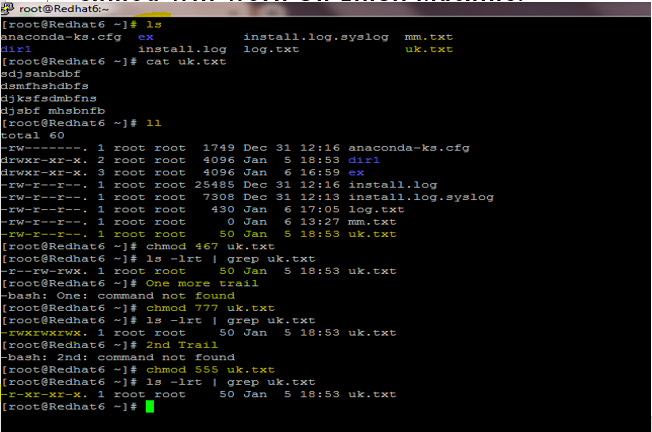 root@Redhat6:~
[root@Redhat6 ~]# ls
anaconda-ks.cfg  ex           install.log.syslog  mm.txt
dir1             install.log  log.txt             uk.txt
[root@Redhat6 ~]# cat uk.txt
sdjsanbdbf
dsmfhshdbfs
djksfsdmbfns
djsbf mhsbnfb
[root@Redhat6 ~]# ll
total 60
-rw-------. 1 root root  1749 Dec 31 12:16 anaconda-ks.cfg
drwxr-xr-x. 2 root root  4096 Jan  5 18:53 dir1
drwxr-xr-x. 3 root root  4096 Jan  6 16:59 ex
-rw-r--r--. 1 root root 25485 Dec 31 12:16 install.log
-rw-r--r--. 1 root root  7308 Dec 31 12:13 install.log.syslog
-rw-r--r--. 1 root root   430 Jan  6 17:05 log.txt
-rw-r--r--. 1 root root     0 Jan  6 13:27 mm.txt
-rw-r--r--. 1 root root    50 Jan  5 18:53 uk.txt
[root@Redhat6 ~]# chmod 467 uk.txt
[root@Redhat6 ~]# ls -lrt | grep uk.txt
-r--rw-rwx. 1 root root    50 Jan  5 18:53 uk.txt
[root@Redhat6 ~]# One more trail
-bash: One: command not found
[root@Redhat6 ~]# chmod 777 uk.txt
[root@Redhat6 ~]# ls -lrt | grep uk.txt
-rwxrwxrwx. 1 root root    50 Jan  5 18:53 uk.txt
[root@Redhat6 ~]# 2nd Trail
-bash: 2nd: command not found
[root@Redhat6 ~]# chmod 555 uk.txt
[root@Redhat6 ~]# ls -lrt | grep uk.txt
-r-xr-xr-x. 1 root root    50 Jan  5 18:53 uk.txt
[root@Redhat6 ~]#